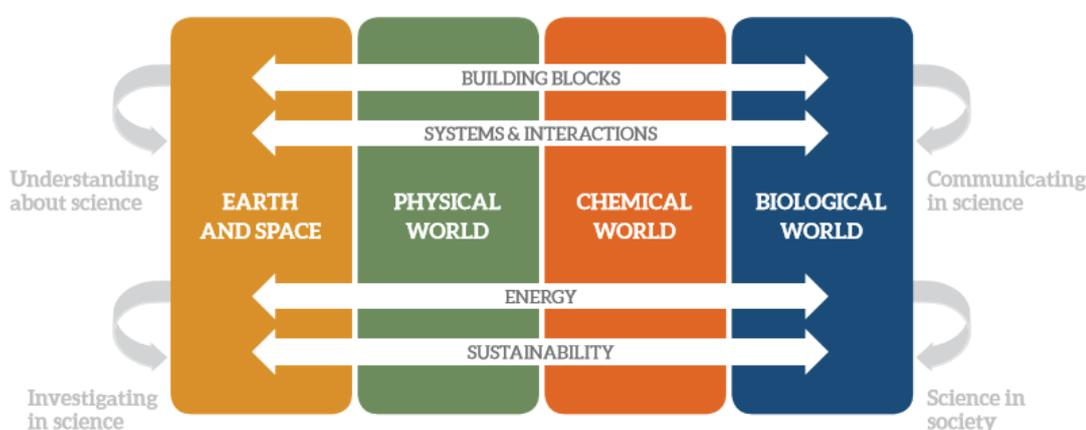 BUILDING BLOCKS
SYSTEMS & INTERACTIONS
Understanding
about science
EARTH
AND SPACE
PHYSICAL
WORLD
CHEMICAL
WORLD
BIOLOGICAL
WORLD
Communicating
in science
ENERGY
SUSTAINABILITY
Investigating
in science
Science in
society